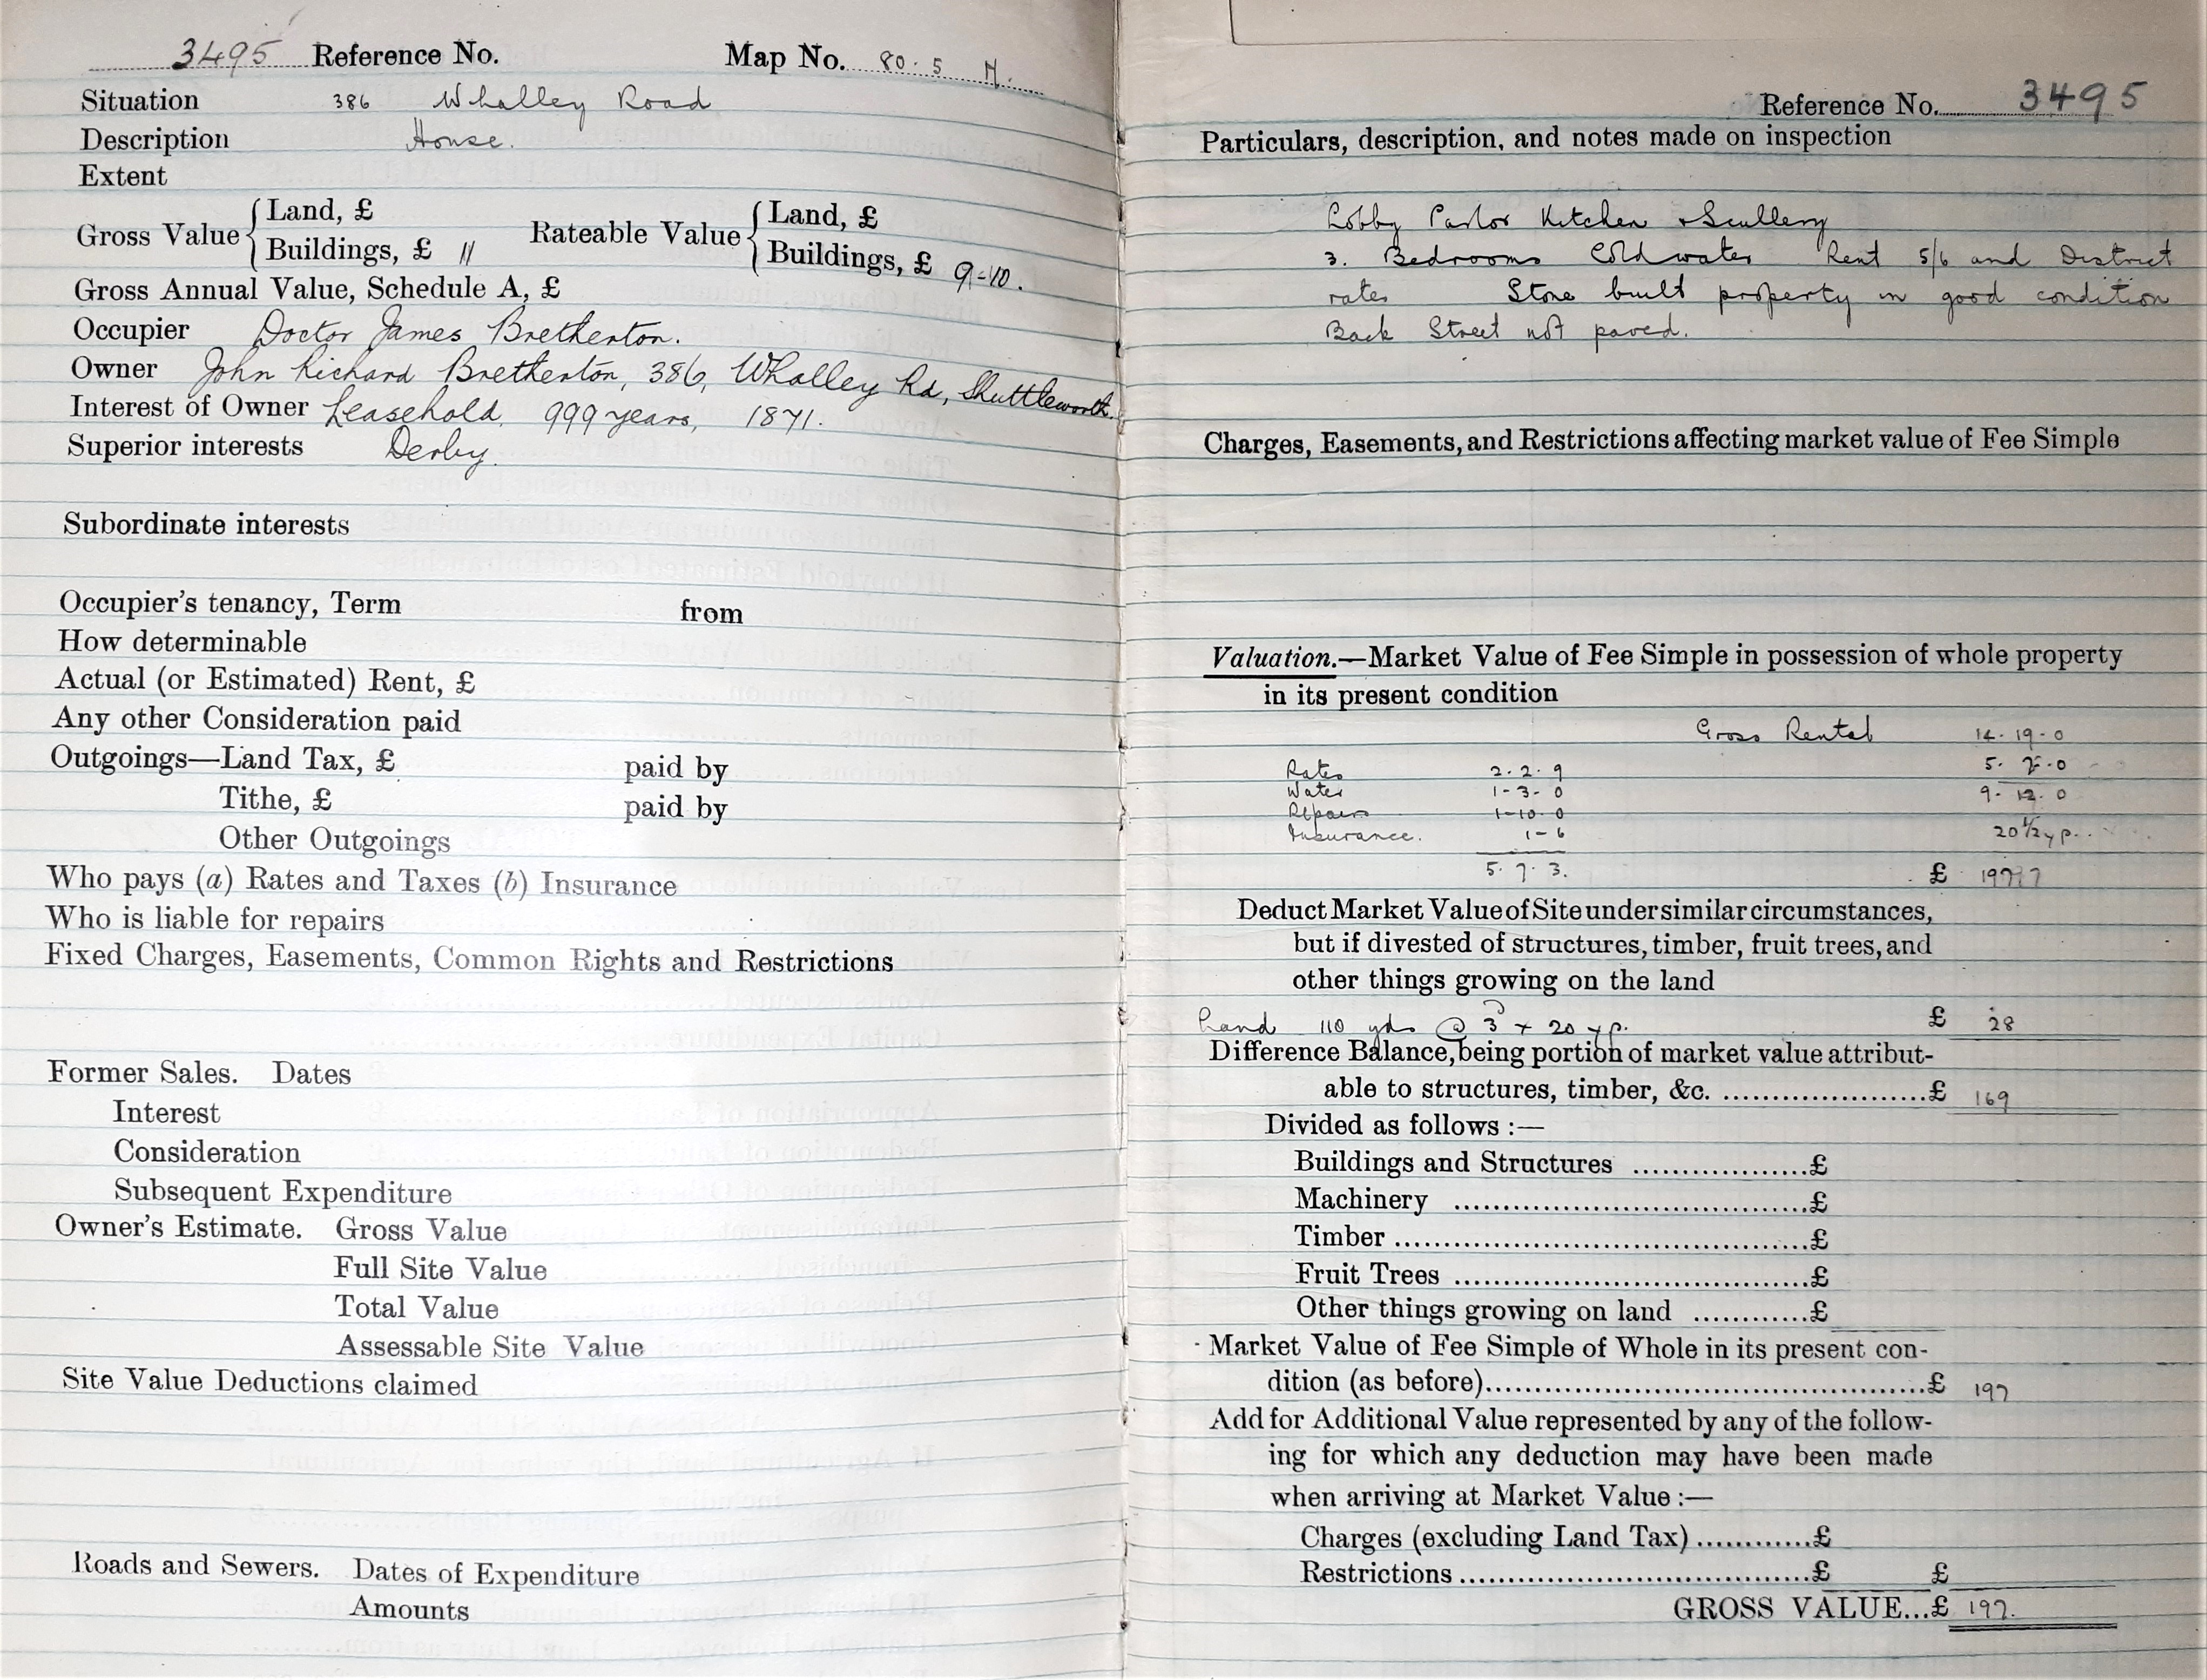 3495 Reference No. Map No. 80.5 N.
Situation 386 Whalley Road
Description House.
Extent
Gross Value { Land, £ Rateable Value { Land, £
Buildings, £ 11 Buildings, £ 9-10.
Gross Annual Value, Schedule A, £
Occupier Doctor James Bretherton.
Owner John Richard Bretherton, 386, Whalley Rd, Shuttleworth.
Interest of Owner Leasehold. 999 years, 1871.
Superior interests Derby.
Subordinate interests
Occupier's tenancy, Term from
How determinable
Actual (or Estimated) Rent, £
Any other Consideration paid
Outgoings—Land Tax, £ paid by
Tithe, £ paid by
Other Outgoings
Who pays (a) Rates and Taxes (b) Insurance
Who is liable for repairs
Fixed Charges, Easements, Common Rights and Restrictions
Former Sales. Dates
Interest
Consideration
Subsequent Expenditure
Owner's Estimate. Gross Value
Full Site Value
Total Value
Assessable Site Value
Site Value Deductions claimed
Roads and Sewers. Dates of Expenditure
Amounts
Reference No. 3495
Particulars, description, and notes made on inspection
Lobby Parlor Kitchen + Scullery
3. Bedrooms Cold water Rent 5/6 and District
rates Stone built property in good condition
Back Street not paved.
Charges, Easements, and Restrictions affecting market value of Fee Simple
Valuation.—Market Value of Fee Simple in possession of whole property
in its present condition
Gross Rental 14-19-0
Rates 2-2-9 5-7-0
Water 1-3-0 9-12-0
Repairs 1-10-0
Insurance. 1-6 20 1/2 yp.
5.7.3. £ 197
Deduct Market Value of Site under similar circumstances,
but if divested of structures, timber, fruit trees, and
other things growing on the land
Land 110 yds @ 3d + 20 yp. £ 28
Difference Balance, being portion of market value attribut-
able to structures, timber, &c. ........................£ 169
Divided as follows :—
Buildings and Structures ..................£
Machinery ......................................£
Timber .............................................£
Fruit Trees ......................................£
Other things growing on land ............£
Market Value of Fee Simple of Whole in its present con-
dition (as before)................................................£ 197
Add for Additional Value represented by any of the follow-
ing for which any deduction may have been made
when arriving at Market Value :—
Charges (excluding Land Tax) ............£
Restrictions ......................................£ £
GROSS VALUE...£ 197.